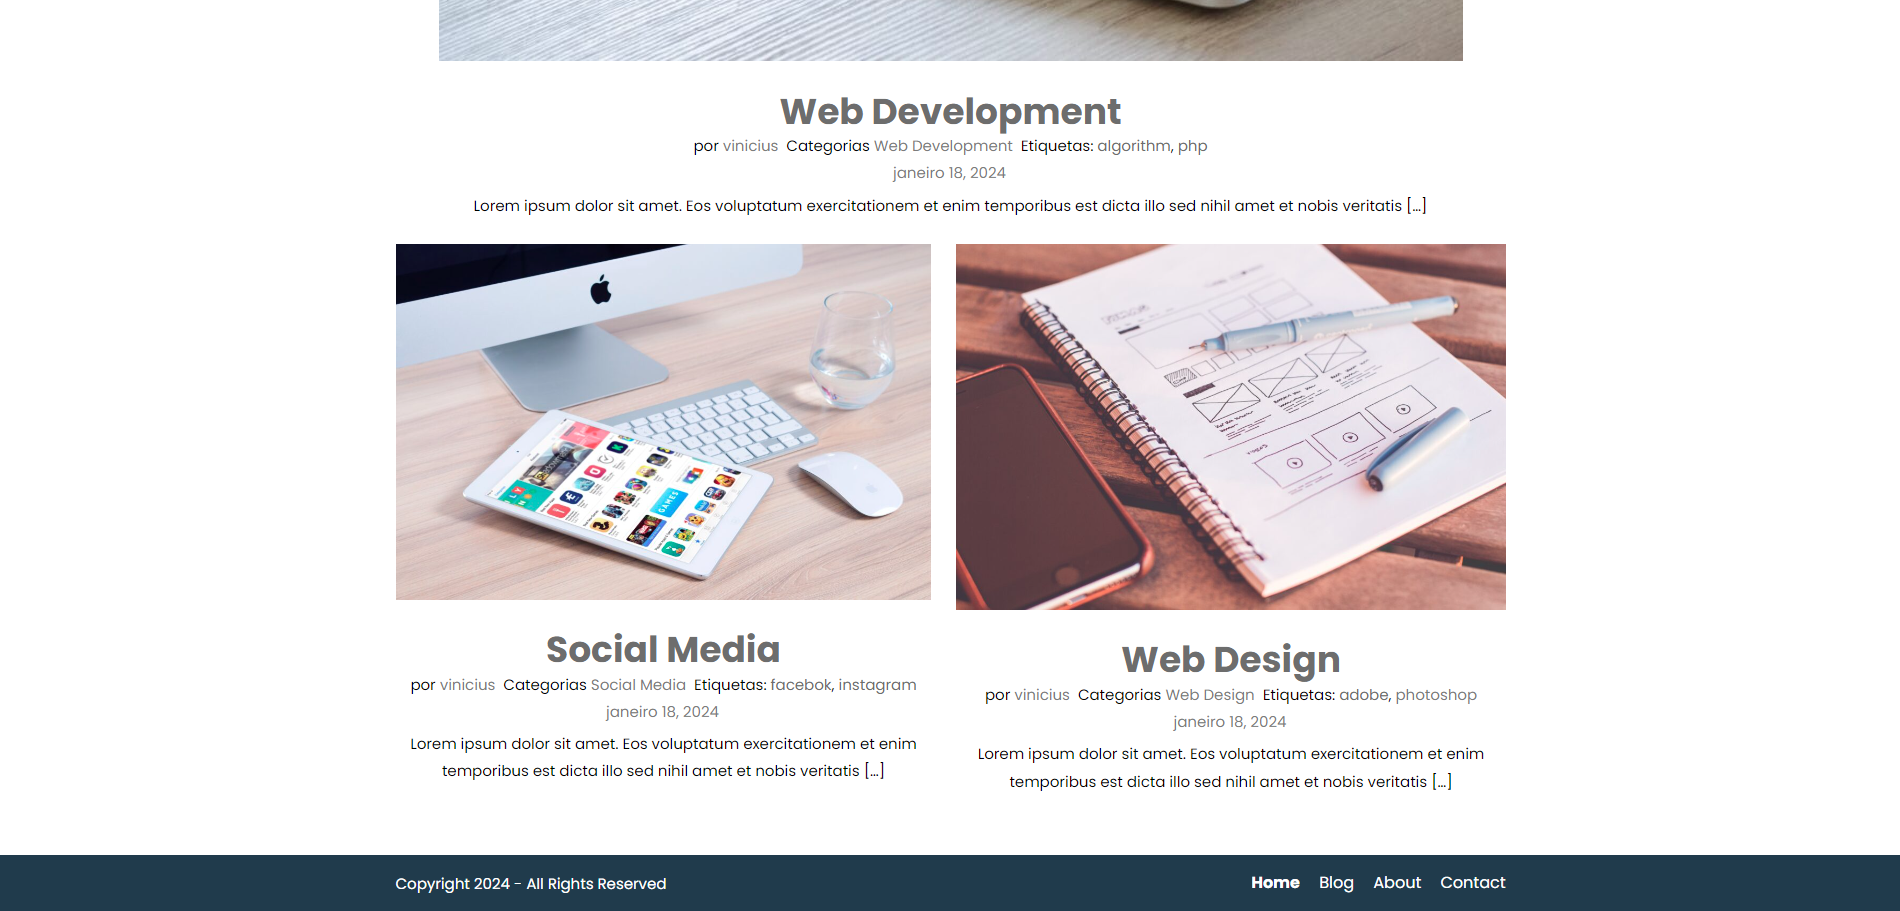 Web Development
por vinicius Categorias Web Development Etiquetas: algorithm, php
janeiro 18, 2024
Lorem ipsum dolor sit amet. Eos voluptatum exercitationem et enim temporibus est dicta illo sed nihil amet et nobis veritatis […]
GAMES
Social Media
por vinicius Categorias Social Media Etiquetas: facebok, instagram
janeiro 18, 2024
Lorem ipsum dolor sit amet. Eos voluptatum exercitationem et enim
temporibus est dicta illo sed nihil amet et nobis veritatis […]
Web Design
por vinicius Categorias Web Design Etiquetas: adobe, photoshop
janeiro 18, 2024
Lorem ipsum dolor sit amet. Eos voluptatum exercitationem et enim
temporibus est dicta illo sed nihil amet et nobis veritatis […]
Copyright 2024 - All Rights Reserved
Home Blog About Contact